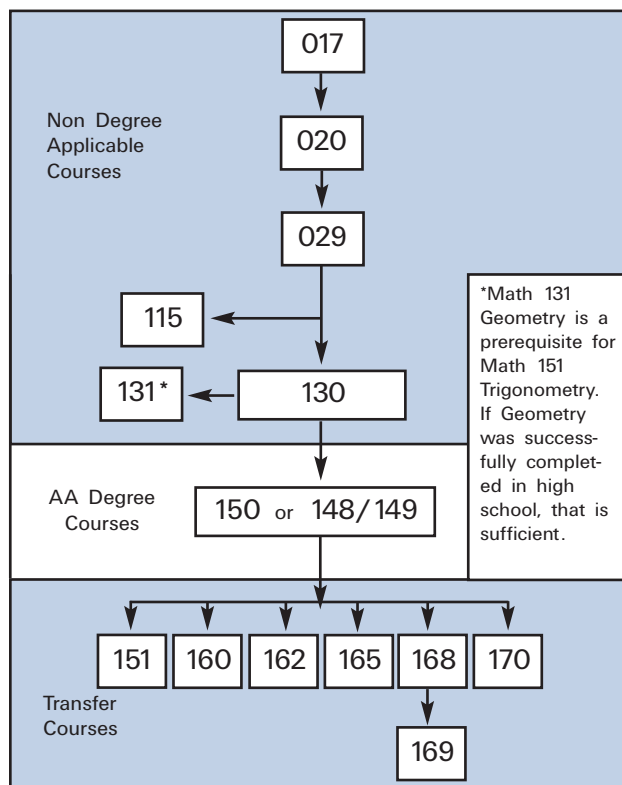 017
Non Degree
Applicable
Courses
020
029
115
131*
130
*Math 131
Geometry is a
prerequisite for
Math 151
Trigonometry.
If Geometry
was success-
fully complet-
ed in high
school, that is
sufficient.
AA Degree
Courses
150 or 148/149
151 160 162 165 168 170
Transfer
Courses
169